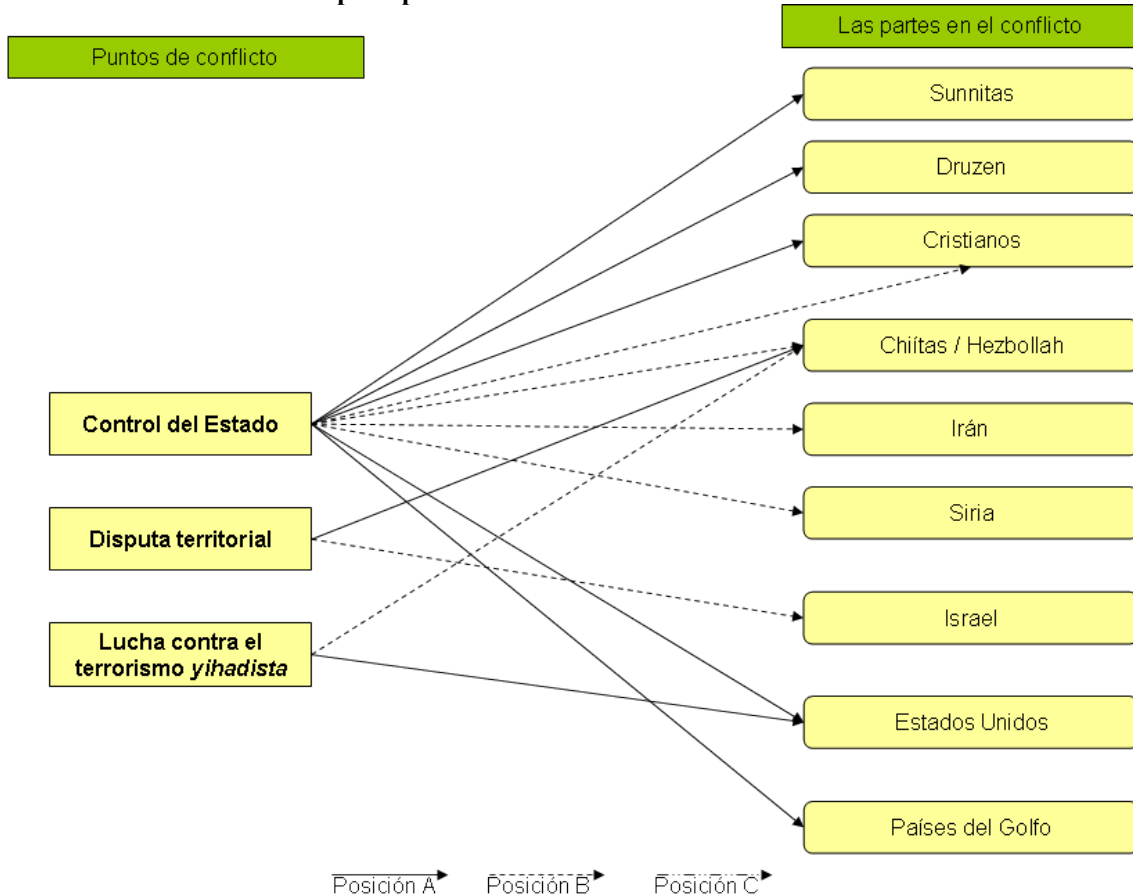 Puntos de conflicto
Las partes en el conflicto
Sunnitas
Druzen
Cristianos
Chiítas / Hezbollah
Irán
Siria
Israel
Estados Unidos
Países del Golfo
Control del Estado
Disputa territorial
Lucha contra el
terrorismo yihadista
Posición A
Posición B
Posición C